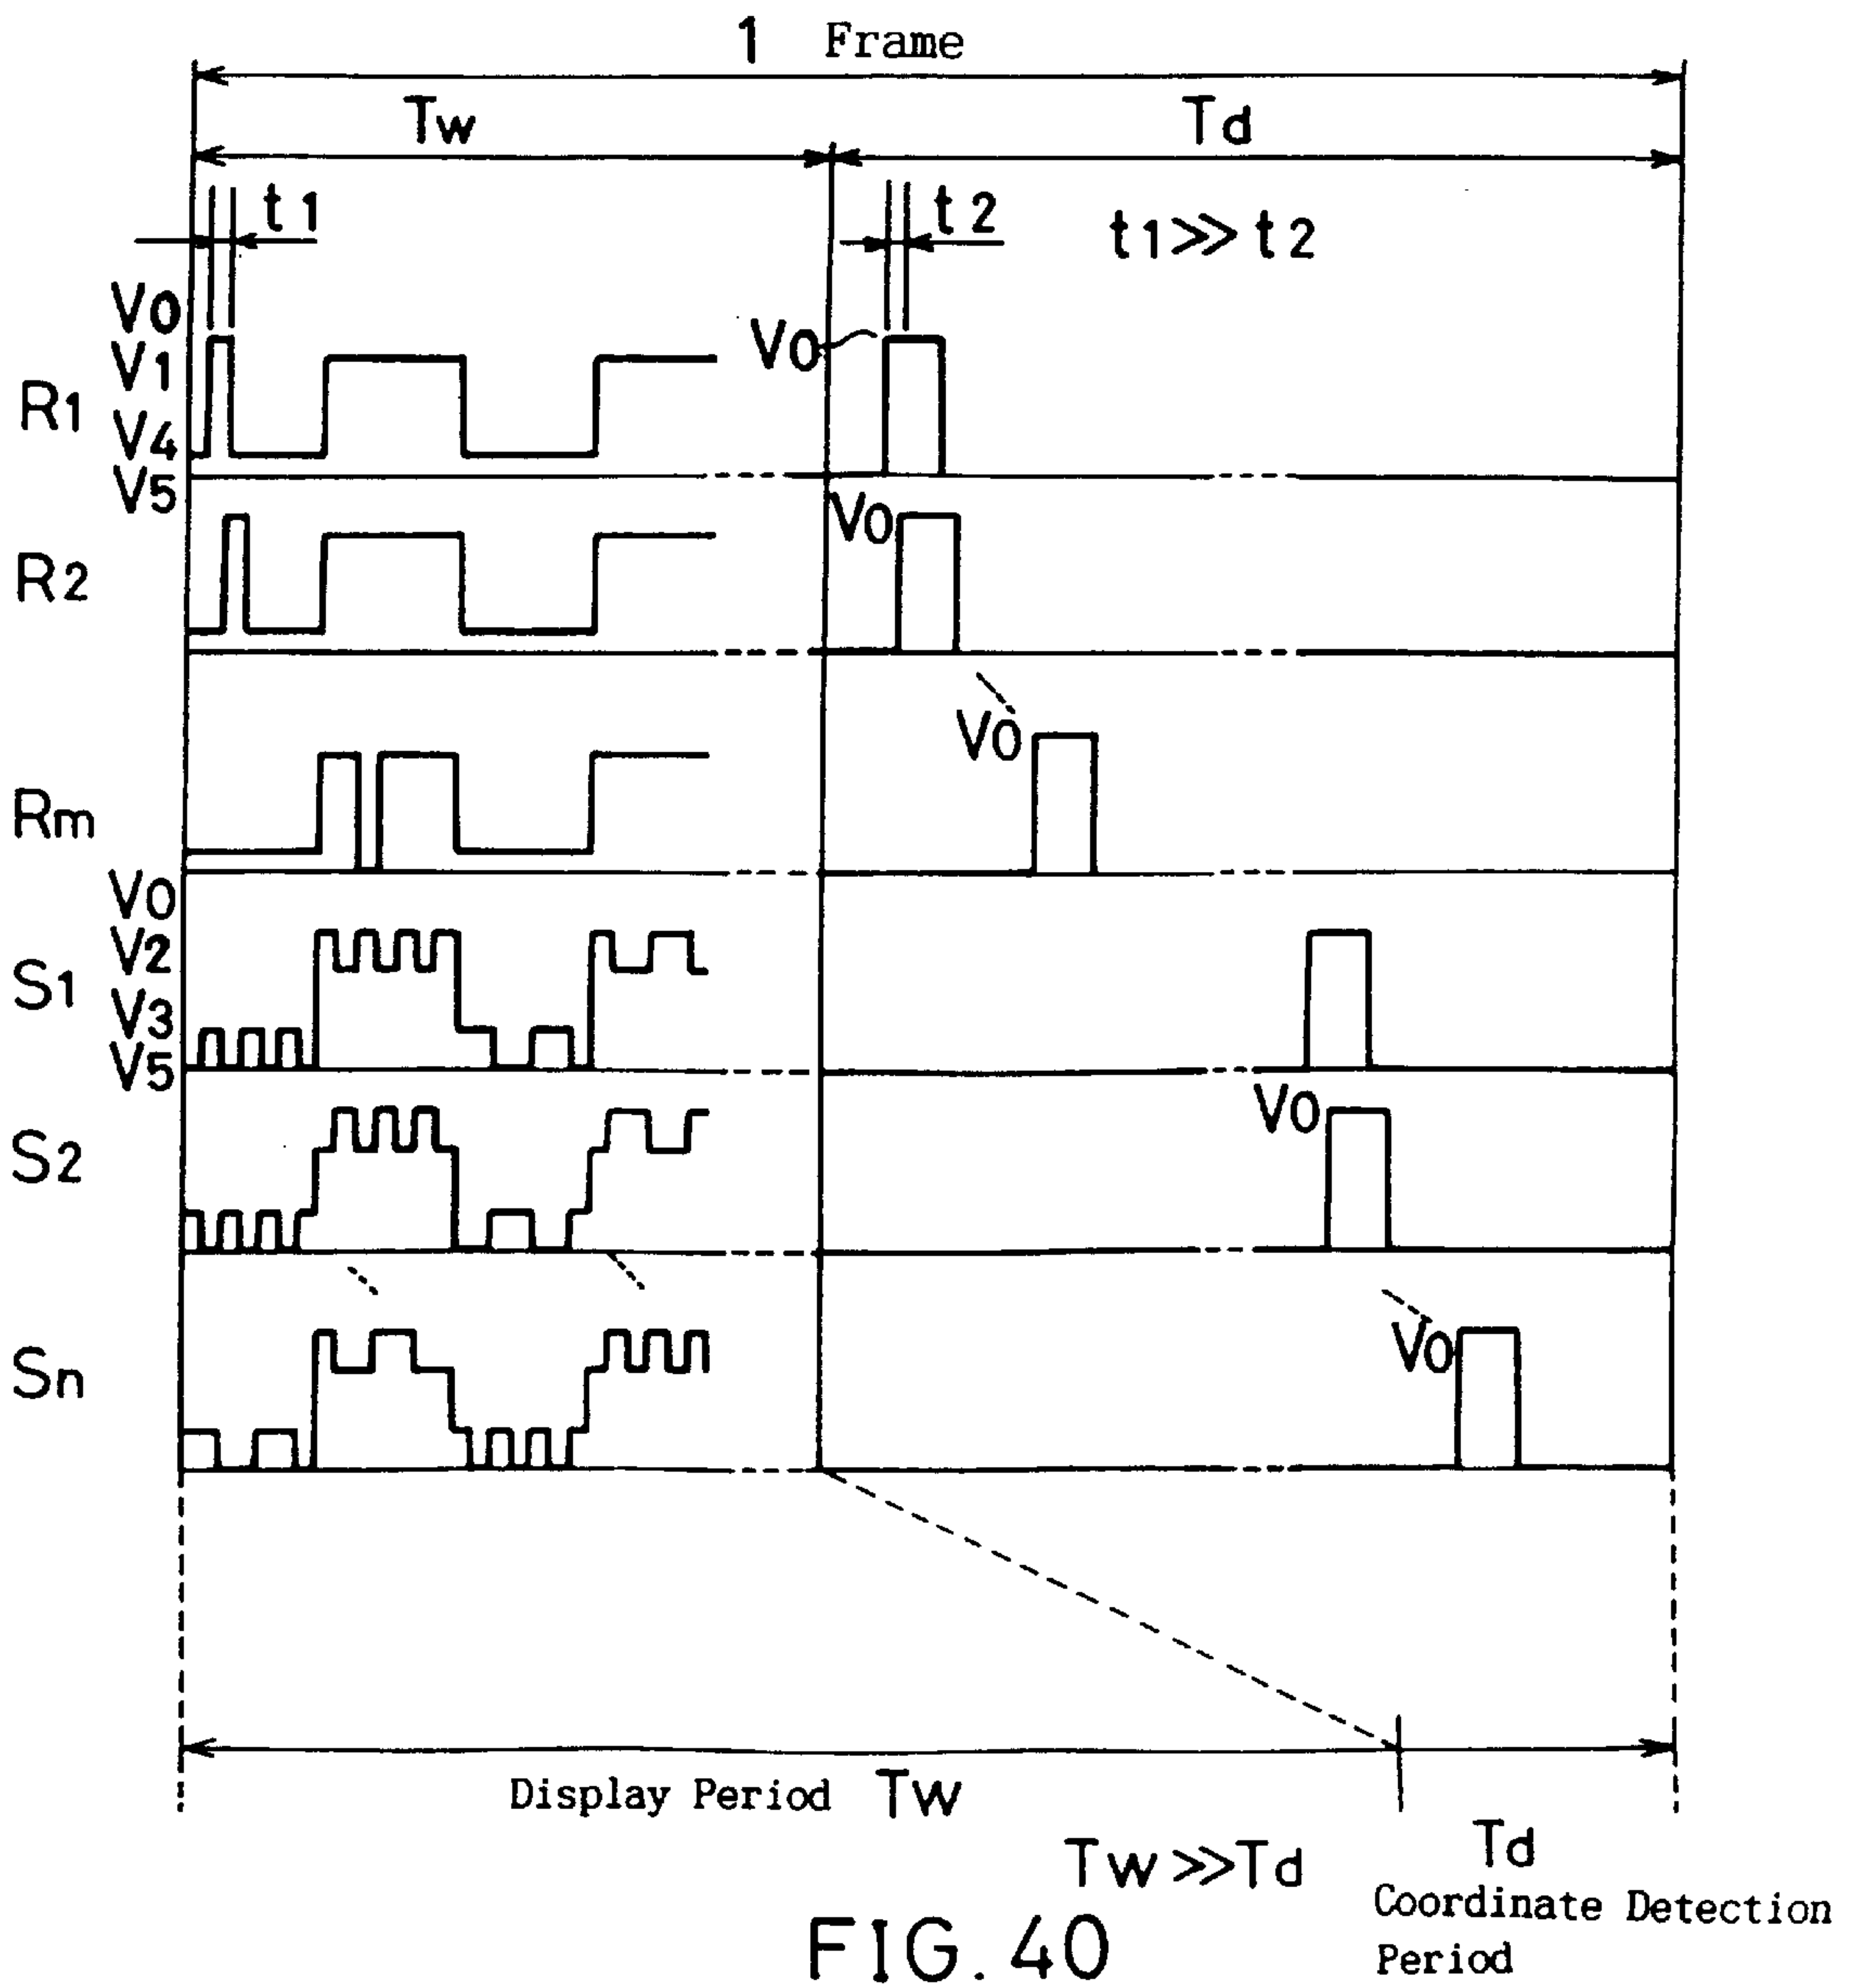 1 Frame
Tw
Td
t1
t2
t1≫t2
V0
V1
V0
R1
V4
V5
V0
R2
V0
Rm
V0
V2
S1
V3
V5
V0
S2
V0
Sn
Display Period Tw
Tw≫Td
Td
Coordinate Detection
Period
FIG. 40